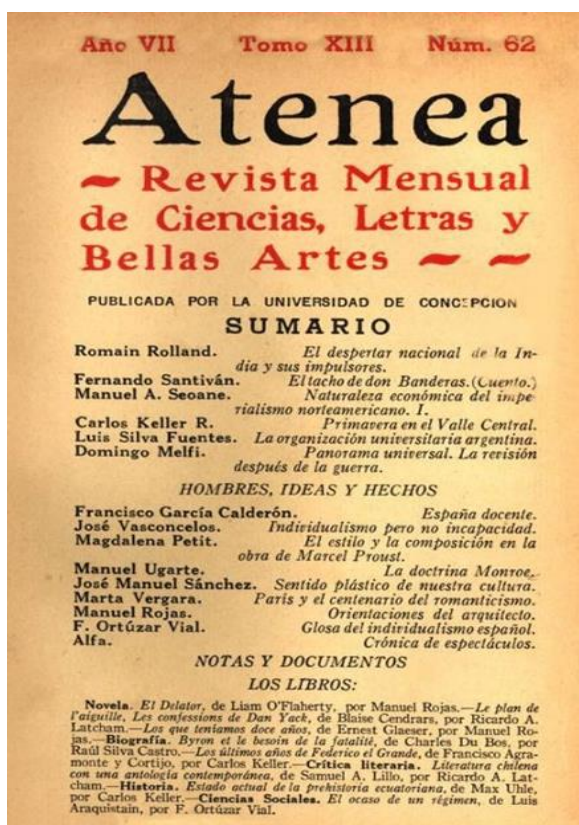 Año VII Tomo XIII Núm. 62
Atenea
~ Revista Mensual
de Ciencias, Letras y
Bellas Artes ~ ~
PUBLICADA POR LA UNIVERSIDAD DE CONCEPCION
SUMARIO
Romain Rolland. El despertar nacional de la In-
dia y sus impulsores.
Fernando Santiván. El tacho de don Banderas. (Cuento.)
Manuel A. Seoane. Naturaleza económica del impe-
rialismo norteamericano. I.
Carlos Keller R. Primavera en el Valle Central.
Luis Silva Fuentes. La organización universitaria argentina.
Domingo Melfi. Panorama universal. La revisión
después de la guerra.
HOMBRES, IDEAS Y HECHOS
Francisco García Calderón. España docente.
José Vasconcelos. Individualismo pero no incapacidad.
Magdalena Petit. El estilo y la composición en la
obra de Marcel Proust.
Manuel Ugarte. La doctrina Monroe.
José Manuel Sánchez. Sentido plástico de nuestra cultura.
Marta Vergara. París y el centenario del romanticismo.
Manuel Rojas. Orientaciones del arquitecto.
F. Ortúzar Vial. Glosa del individualismo español.
Alfa. Crónica de espectáculos.
NOTAS Y DOCUMENTOS
LOS LIBROS:
Novela. El Delator, de Liam O'Flaherty, por Manuel Rojas.—Le plan de
l'aiguille, Les confessions de Dan Yack, de Blaise Cendrars, por Ricardo A.
Latcham.—Los que teníamos doce años, de Ernest Glaeser, por Manuel Ro-
jas.—Biografía. Byron et le besoin de la fatalité, de Charles Du Bos, por
Raúl Silva Castro.—Los últimos años de Federico el Grande, de Francisco Agra-
monte y Cortijo, por Carlos Keller.—Crítica literaria. Literatura chilena
con una antología contemporánea, de Samuel A. Lillo, por Ricardo A. Lat-
cham.—Historia. Estado actual de la prehistoria ecuatoriana, de Max Uhle,
por Carlos Keller.—Ciencias Sociales. El ocaso de un régimen, de Luis
Araquistain, por F. Ortúzar Vial.